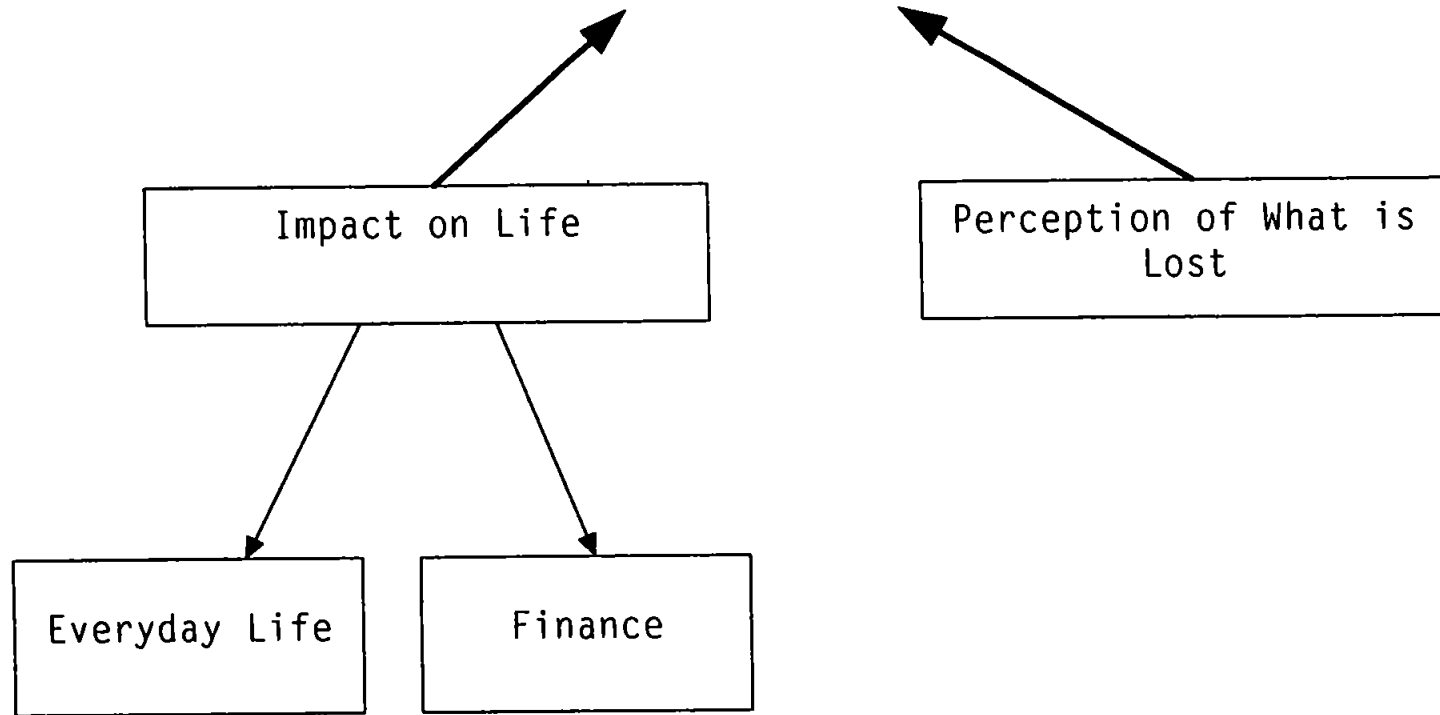 Impact on Life
Perception of What is
Lost
Everyday Life
Finance